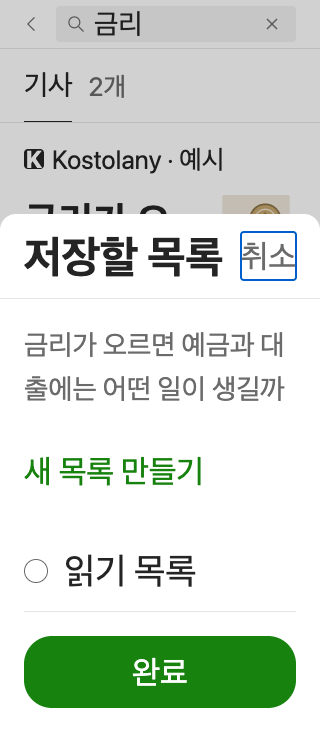 금리
기사 2개
Kostolany · 예시
저장할 목록 취소
금리가 오르면 예금과 대
출에는 어떤 일이 생길까
새 목록 만들기
읽기 목록
완료